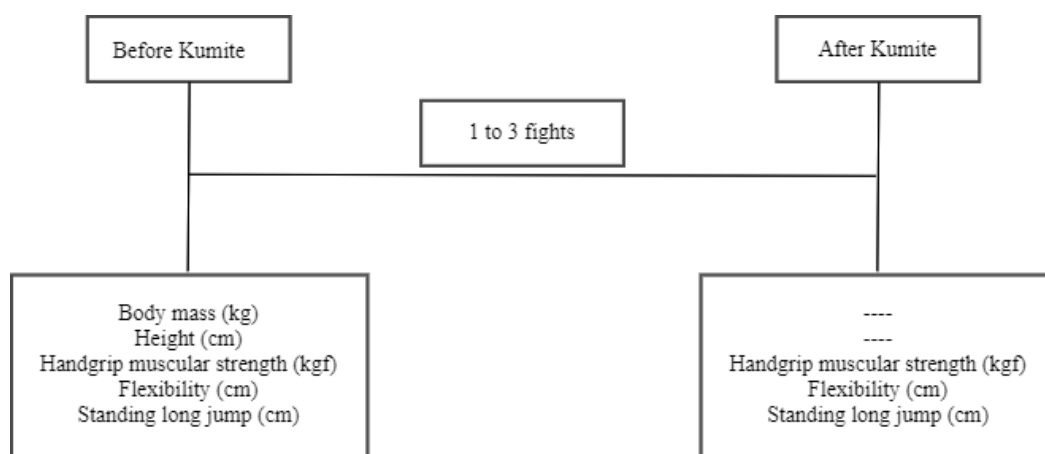 Before Kumite
After Kumite
1 to 3 fights
Body mass (kg)
Height (cm)
Handgrip muscular strength (kgf)
Flexibility (cm)
Standing long jump (cm)
----
----
Handgrip muscular strength (kgf)
Flexibility (cm)
Standing long jump (cm)